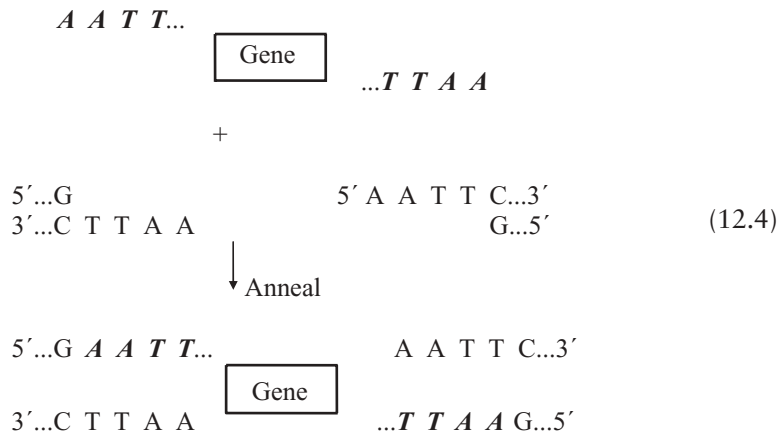 A A T T...
Gene
...T T A A
+
5´...G 5´ A A T T C...3´
3´...C T T A A G...5´
(12.4)
Anneal
5´...G A A T T... A A T T C...3´
Gene
3´...C T T A A ...T T A A G...5´